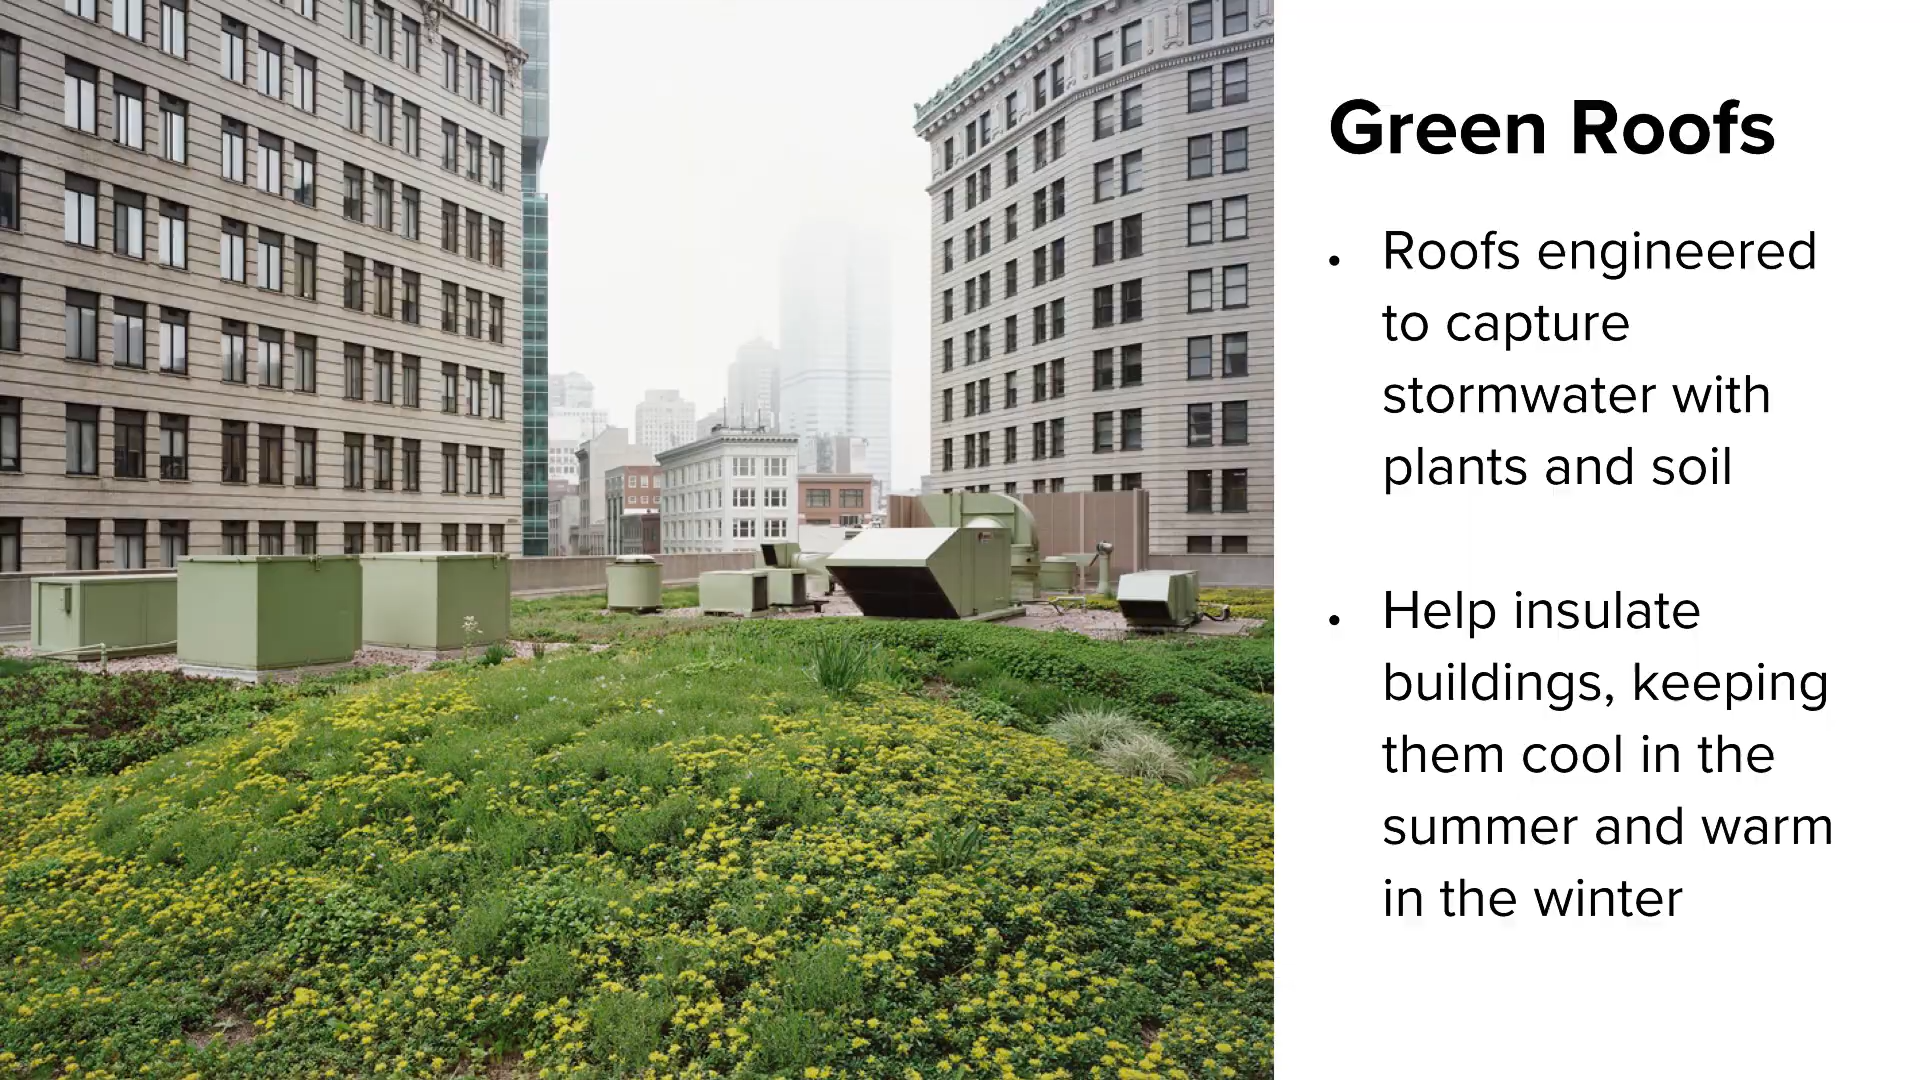 Green Roofs
• Roofs engineered
to capture
stormwater with
plants and soil
• Help insulate
buildings, keeping
them cool in the
summer and warm
in the winter